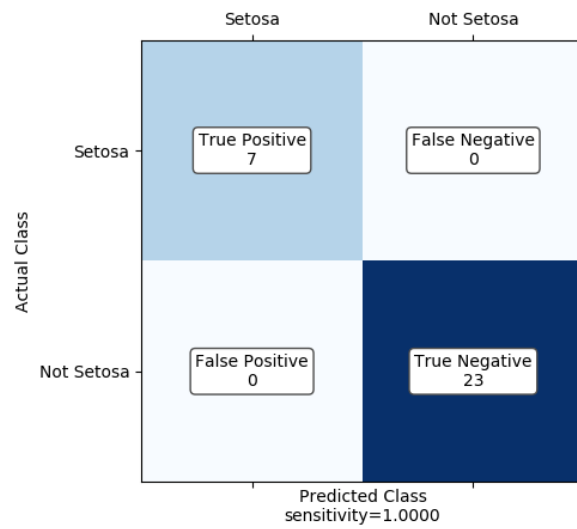 Setosa
Not Setosa
Actual Class
Setosa
True Positive
7
False Negative
0
Not Setosa
False Positive
0
True Negative
23
Predicted Class
sensitivity=1.0000